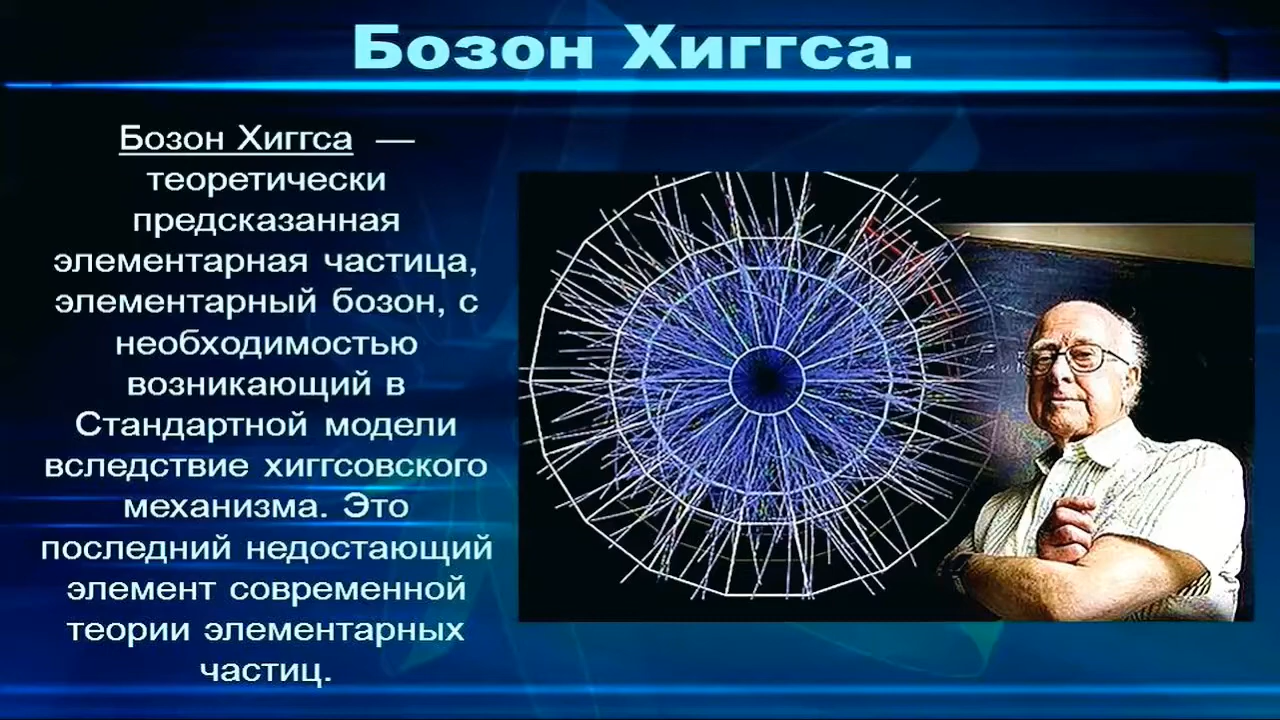 Бозон Хиггса.
Бозон Хиггса —
теоретически
предсказанная
элементарная частица,
элементарный бозон, с
необходимостью
возникающий в
Стандартной модели
вследствие хиггсовского
механизма. Это
последний недостающий
элемент современной
теории элементарных
частиц.